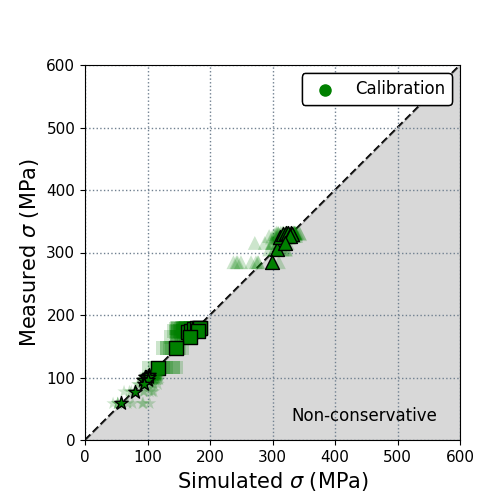 600
500
400
300
200
100
0
0 100 200 300 400 500 600
Measured σ (MPa)
Simulated σ (MPa)
Calibration
Non-conservative